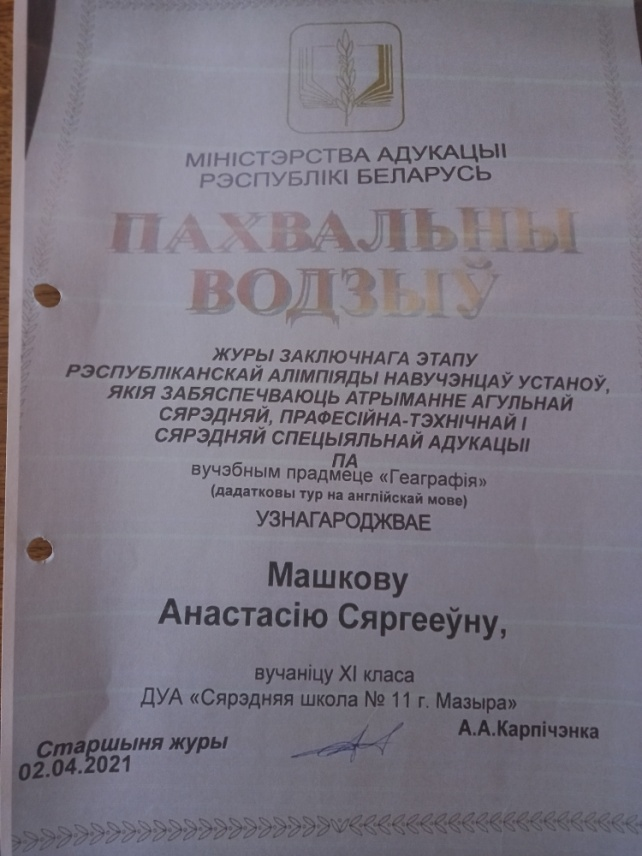 МІНІСТЭРСТВА АДУКАЦЫІ
РЭСПУБЛІКІ БЕЛАРУСЬ
ПАХВАЛЬНЫ
ВОДЗЫЎ
ЖУРЫ ЗАКЛЮЧНАГА ЭТАПУ
РЭСПУБЛІКАНСКАЙ АЛІМПІЯДЫ НАВУЧЭНЦАЎ УСТАНОЎ,
ЯКІЯ ЗАБЯСПЕЧВАЮЦЬ АТРЫМАННЕ АГУЛЬНАЙ
СЯРЭДНЯЙ, ПРАФЕСІЙНА-ТЭХНІЧНАЙ І
СЯРЭДНЯЙ СПЕЦЫЯЛЬНАЙ АДУКАЦЫІ
ПА
вучэбным прадмеце «Геаграфія»
(дадатковы тур на англійскай мове)
УЗНАГАРОДЖВАЕ
Машкову
Анастасію Сяргееўну,
вучаніцу XI класа
ДУА «Сярэдняя школа № 11 г. Мазыра»
А.А.Карпічэнка
Старшыня журы
02.04.2021